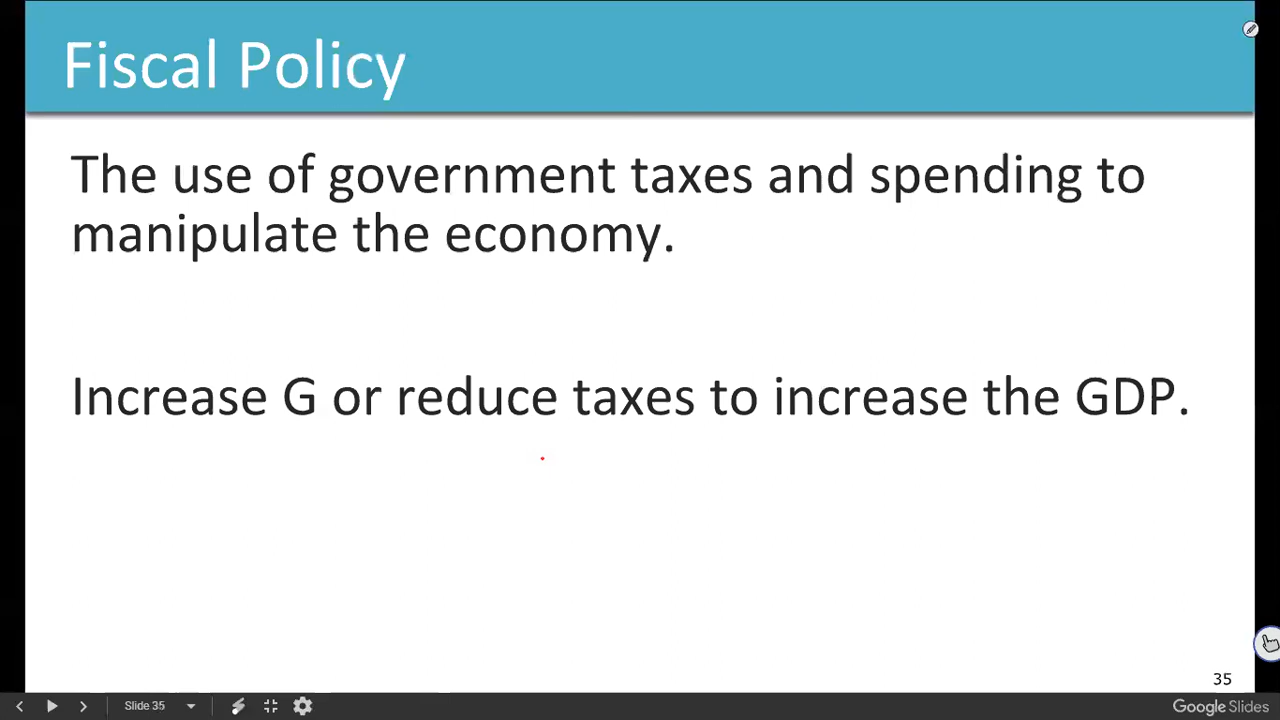 Fiscal Policy
The use of government taxes and spending to
manipulate the economy.
Increase G or reduce taxes to increase the GDP.
35
Slide 35
Google Slides